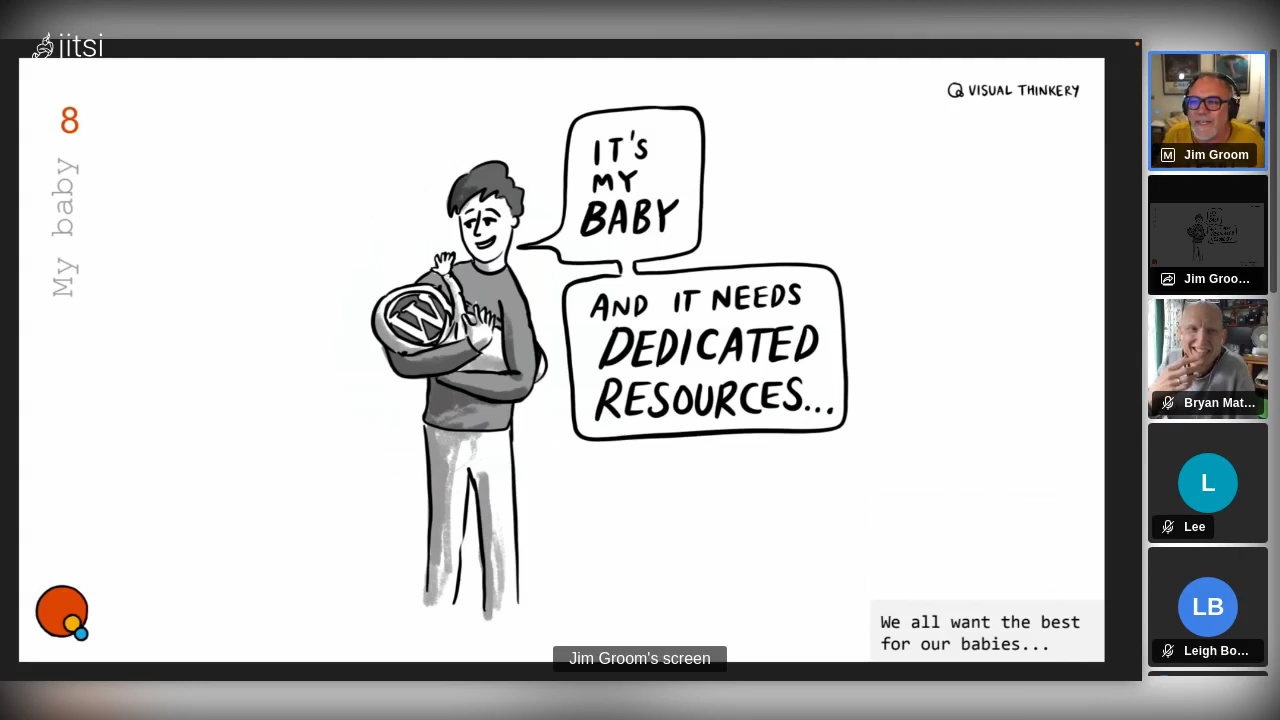 jitsi
8
My baby
VISUAL THINKERY
IT'S
MY
BABY
AND IT NEEDS
DEDICATED
RESOURCES...
W
We all want the best
for our babies...
Jim Groom's screen
M
Jim Groom
Jim Groo...
Bryan Mat...
L
Lee
LB
Leigh Bo...